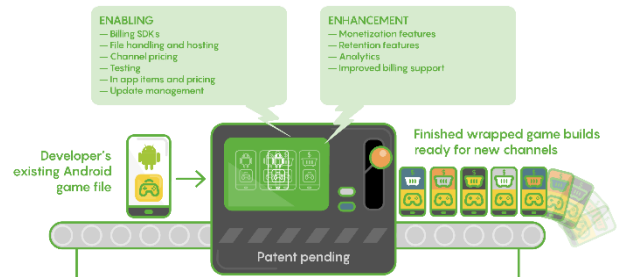 ENABLING
— Billing SDKs
— File handling and hosting
— Channel pricing
— Testing
— In app items and pricing
— Update management
ENHANCEMENT
— Monetization features
— Retention features
— Analytics
— Improved billing support
Developer's
existing Android
game file
Finished wrapped game builds
ready for new channels
Patent pending